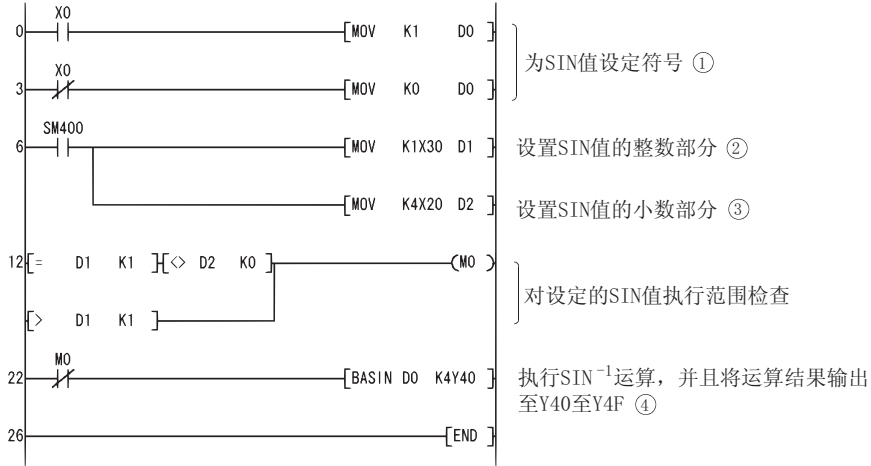 X0
0 [MOV K1 D0 ]
为SIN值设定符号 ①
X0
3 [MOV K0 D0 ]
SM400
6 [MOV K1X30 D1 ] 设置SIN值的整数部分 ②
[MOV K4X20 D2 ] 设置SIN值的小数部分 ③
12 [= D1 K1 ] [<> D2 K0 ] (M0 )
对设定的SIN值执行范围检查
[> D1 K1 ]
M0
22 [BASIN D0 K4Y40 ] 执行SIN⁻¹运算，并且将运算结果输出
至Y40至Y4F ④
26 [END ]